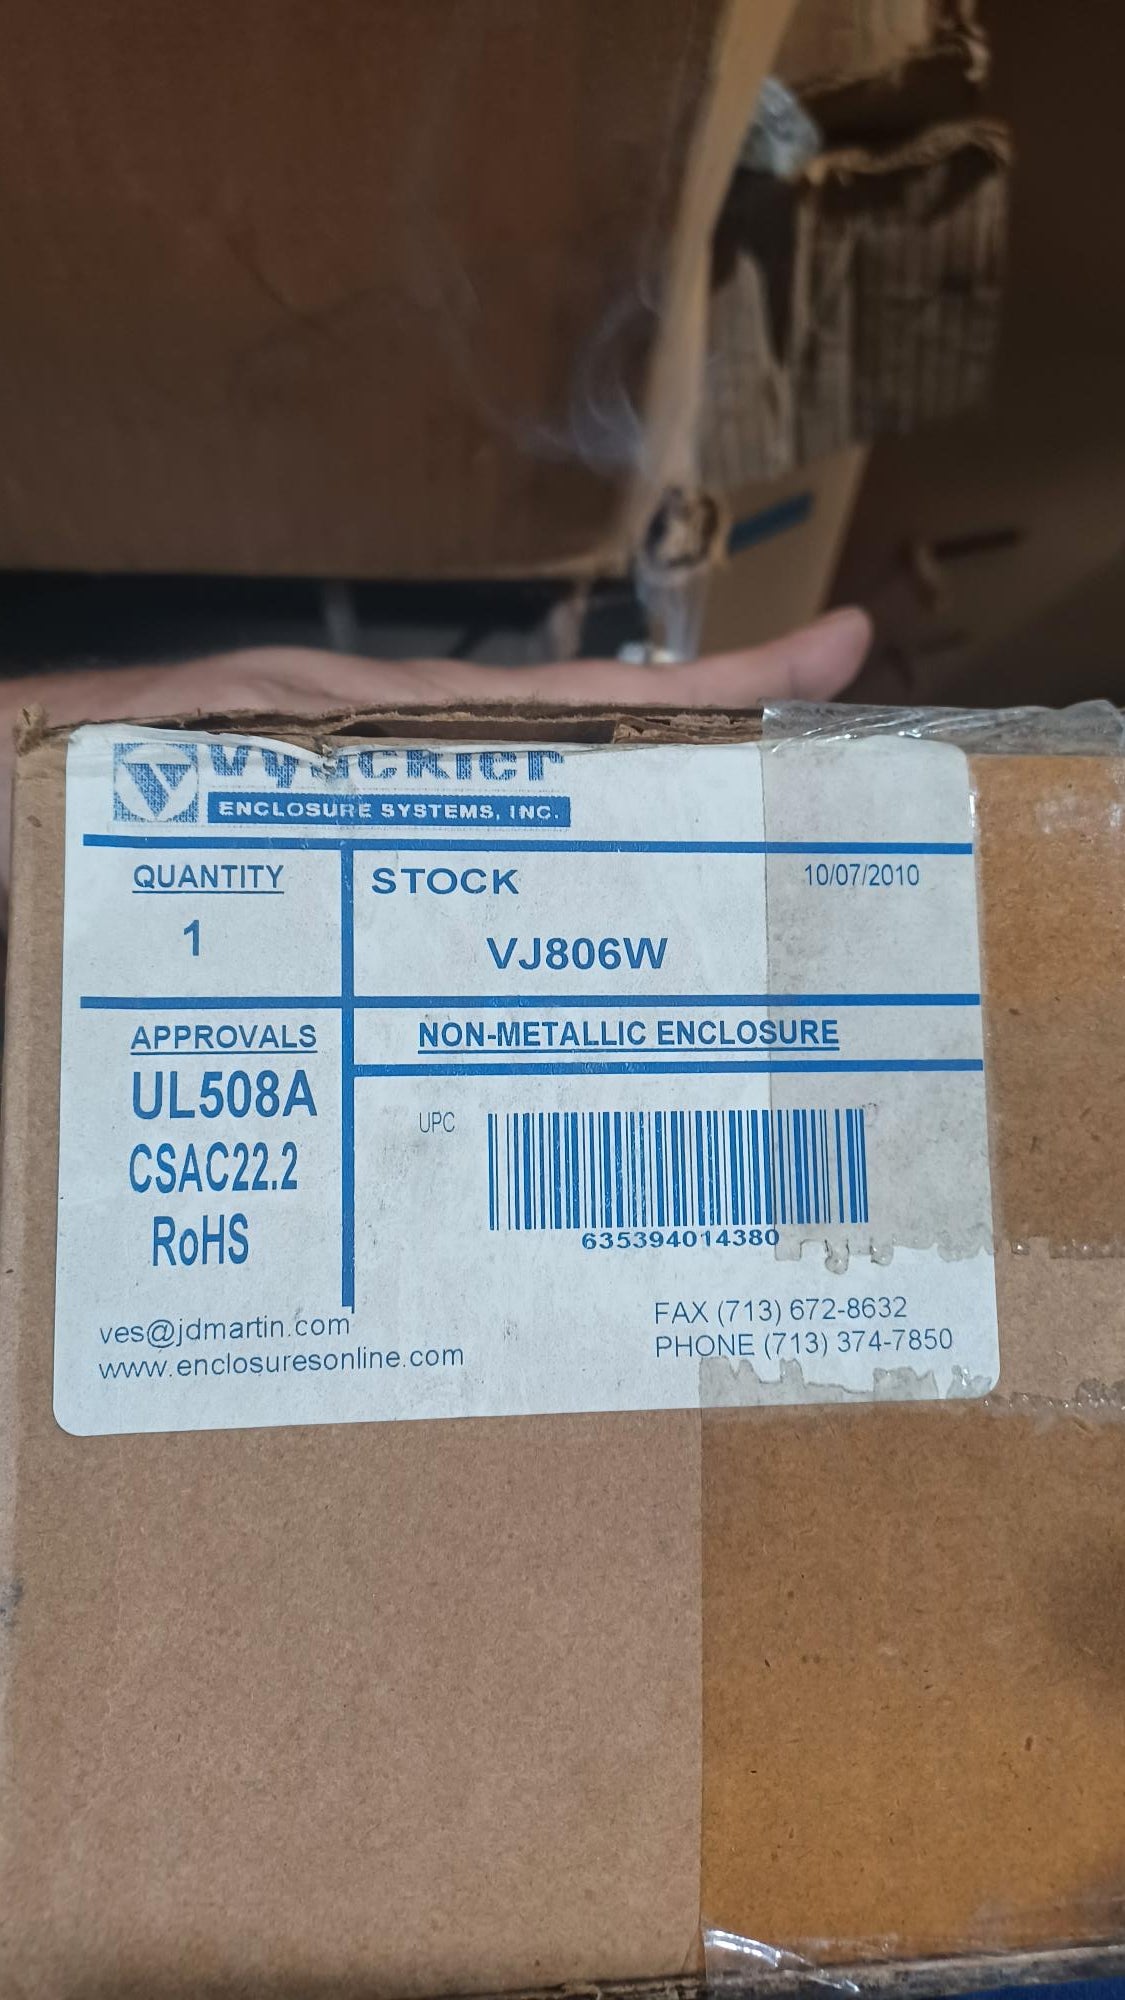 Vynckier
ENCLOSURE SYSTEMS, INC.
QUANTITY
1
STOCK
10/07/2010
VJ806W
APPROVALS
UL508A
CSAC22.2
RoHS
NON-METALLIC ENCLOSURE
UPC
635394014380
ves@jdmartin.com
www.enclosuresonline.com
FAX (713) 672-8632
PHONE (713) 374-7850